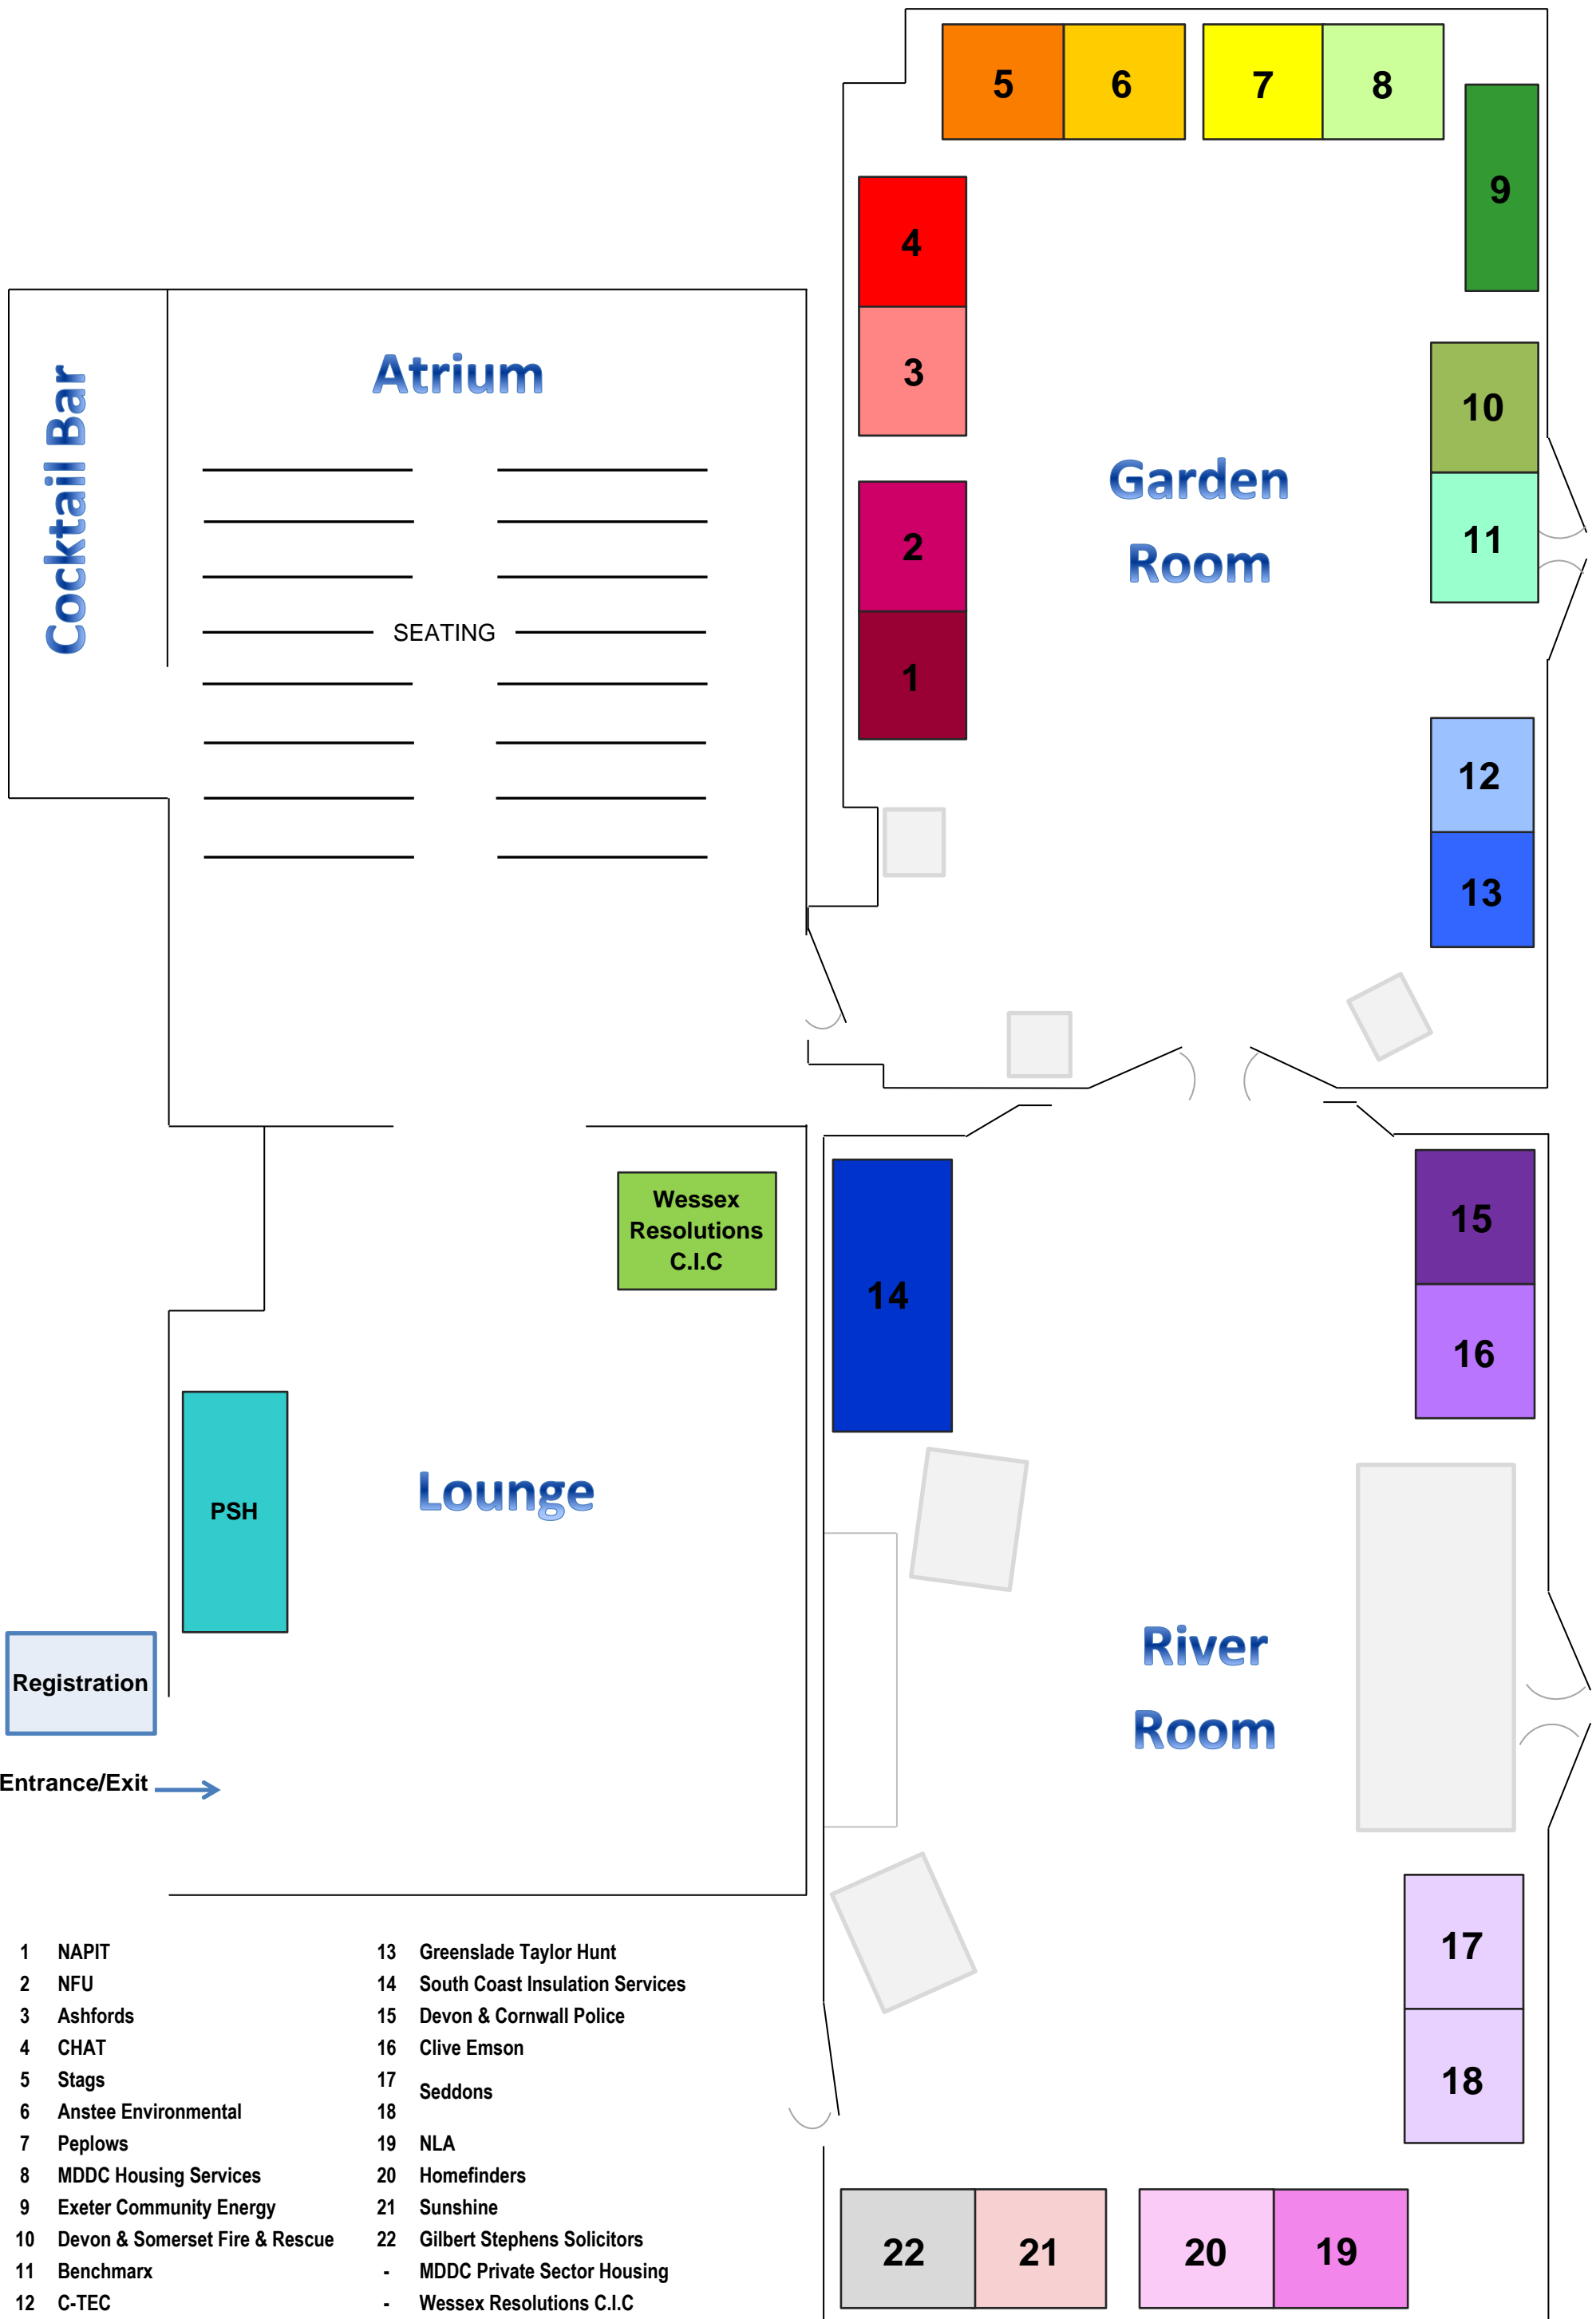 5
6
7
8
9
4
3
10
11
2
1
12
13
Garden
Room
Cocktail Bar
Atrium
SEATING
Wessex
Resolutions
C.I.C
14
15
16
PSH
Lounge
Registration
Entrance/Exit
River
Room
17
18
22
21
20
19
1 NAPIT
2 NFU
3 Ashfords
4 CHAT
5 Stags
6 Anstee Environmental
7 Peplows
8 MDDC Housing Services
9 Exeter Community Energy
10 Devon & Somerset Fire & Rescue
11 Benchmarx
12 C-TEC
13 Greenslade Taylor Hunt
14 South Coast Insulation Services
15 Devon & Cornwall Police
16 Clive Emson
17
Seddons
18
19 NLA
20 Homefinders
21 Sunshine
22 Gilbert Stephens Solicitors
- MDDC Private Sector Housing
- Wessex Resolutions C.I.C